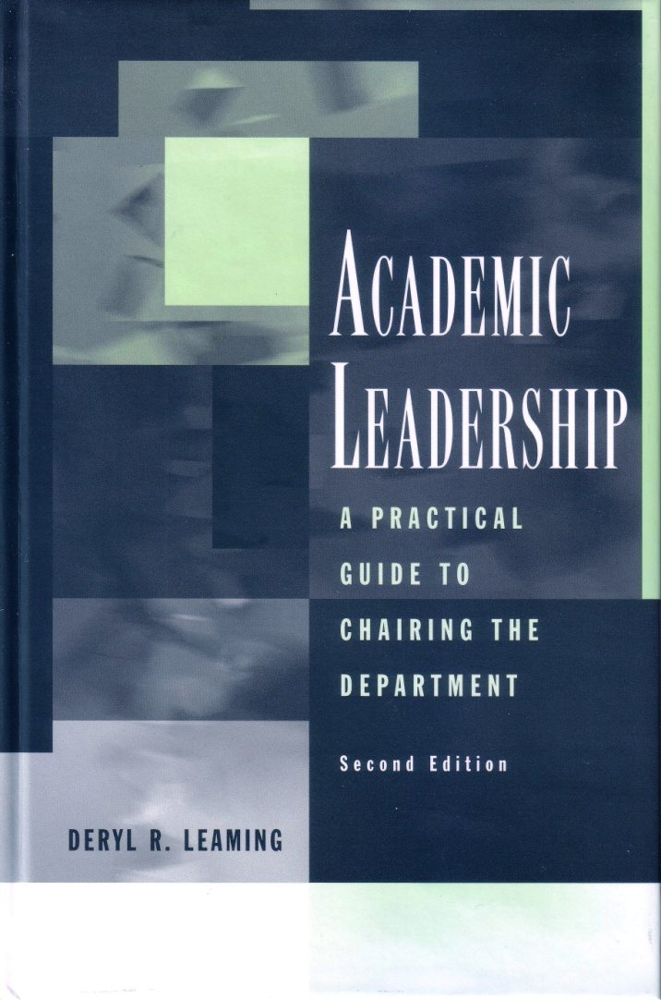 ACADEMIC
LEADERSHIP
A PRACTICAL
GUIDE TO
CHAIRING THE
DEPARTMENT
Second Edition
DERYL R. LEAMING